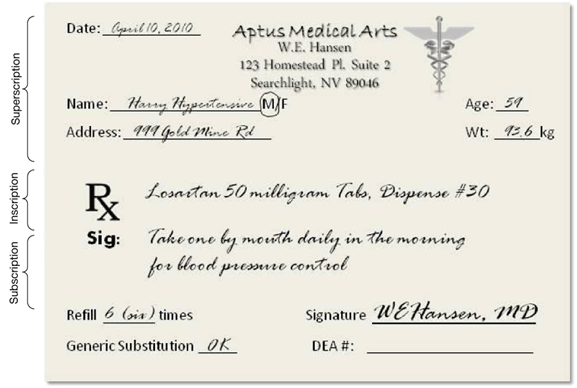 Date: April 10, 2010
Aptus Medical Arts
W.E. Hansen
123 Homestead Pl. Suite 2
Searchlight, NV 89046
Name: Harry Hypertensive M/F
Age: 59
Address: 999 Gold Mine Rd
Wt: 93.6 kg
Superscription
Rx
Losartan 50 milligram Tabs, Dispense #30
Inscription
Sig: Take one by mouth daily in the morning
for blood pressure control
Subscription
Refill 6 (six) times
Signature WEHansen, MD
Generic Substitution OK
DEA #: